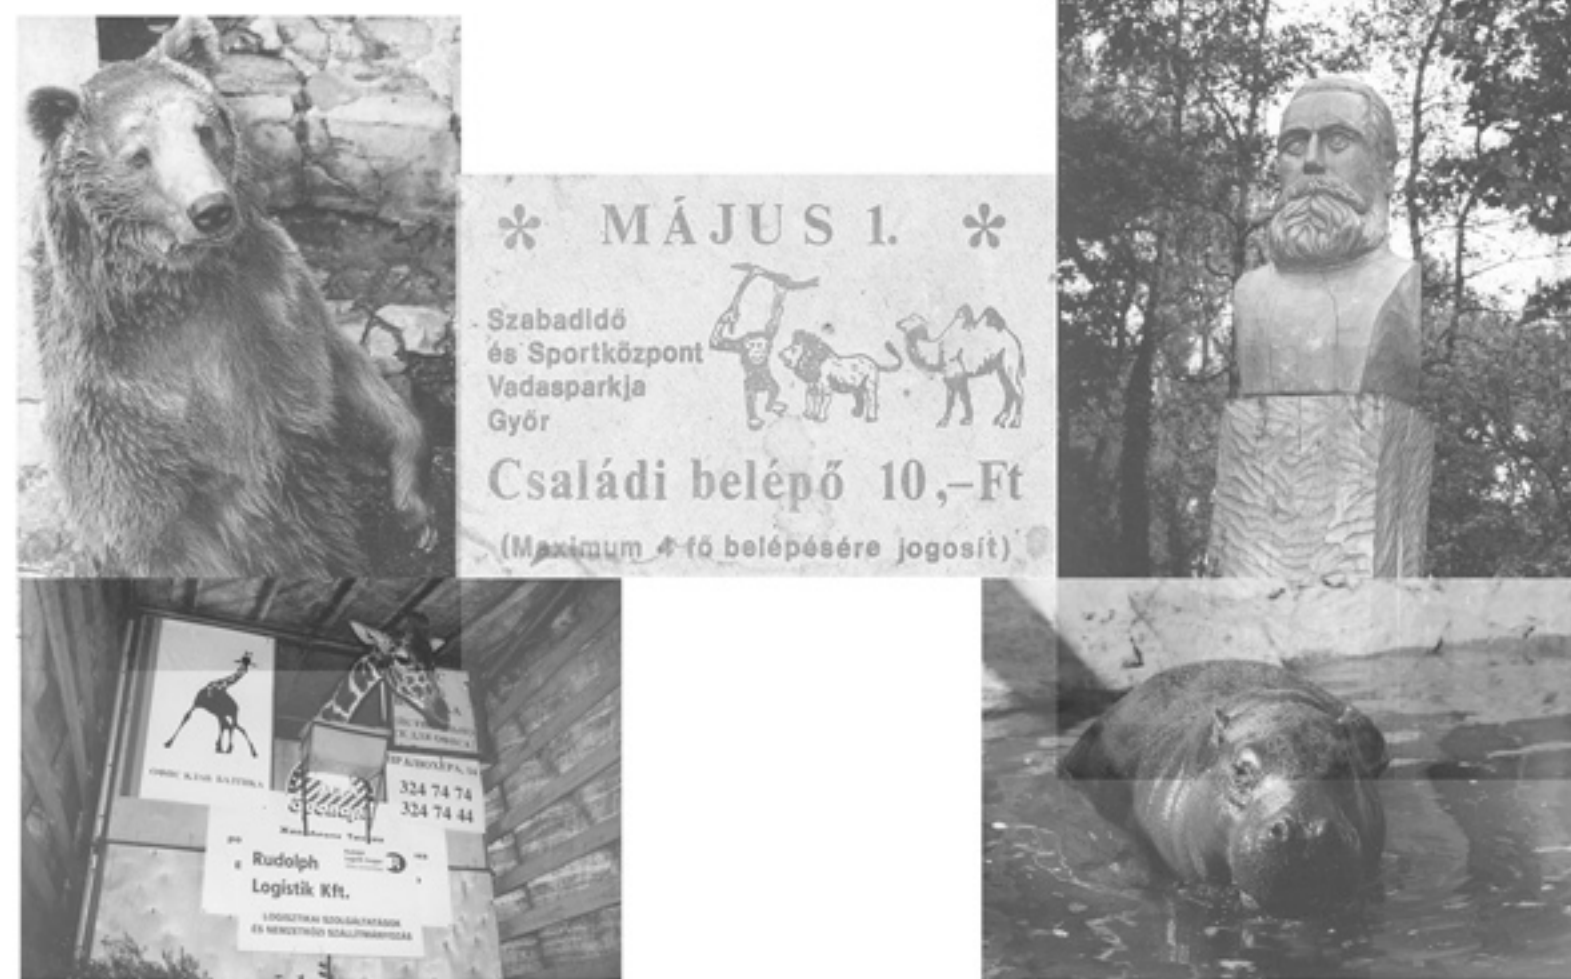 * MÁJUS 1. *
Szabadidő
és Sportközpont
Vadasparkja
Győr
Családi belépő 10,–Ft
(Maximum 4 fő belépésére jogosít)
324 74 74
324 74 44
Rudolph
Logistik Kft.
LOGISZTIKAI SZOLGÁLTATÁSOK
ÉS NEMZETKÖZI SZÁLLÍTMÁNYOZÁS